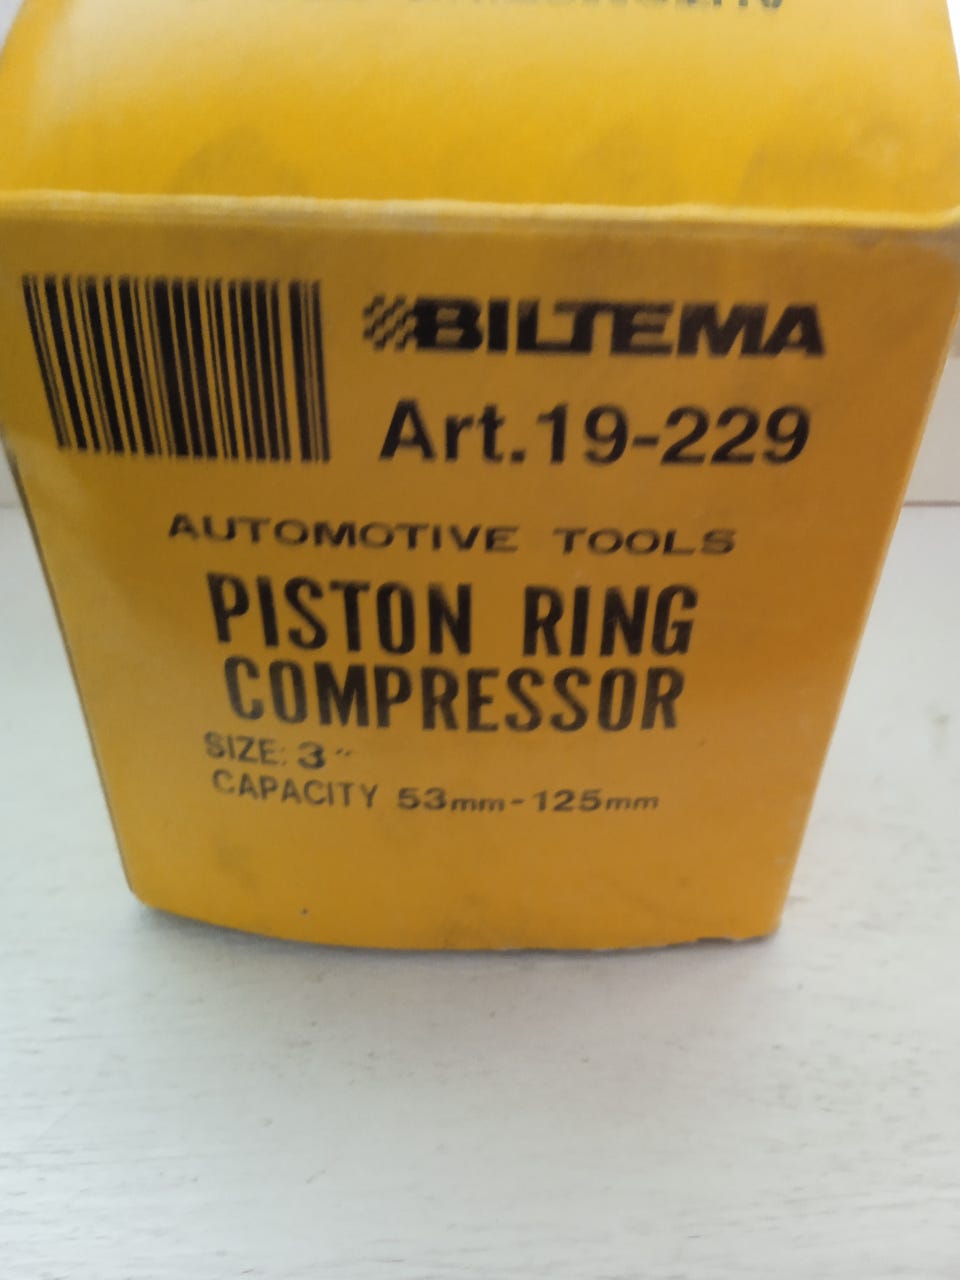 BILTEMA
Art.19-229
AUTOMOTIVE TOOLS
PISTON RING
COMPRESSOR
SIZE: 3"
CAPACITY 53mm-125mm